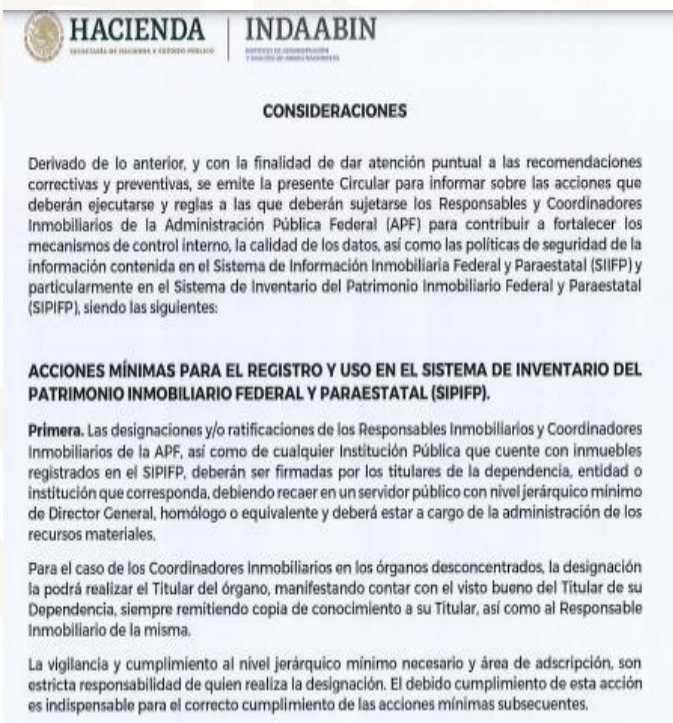 HACIENDA
SECRETARÍA DE HACIENDA Y CRÉDITO PÚBLICO
INDAABIN
INSTITUTO DE ADMINISTRACIÓN
Y AVALÚOS DE BIENES NACIONALES
CONSIDERACIONES
Derivado de lo anterior, y con la finalidad de dar atención puntual a las recomendaciones
correctivas y preventivas, se emite la presente Circular para informar sobre las acciones que
deberán ejecutarse y reglas a las que deberán sujetarse los Responsables y Coordinadores
Inmobiliarios de la Administración Pública Federal (APF) para contribuir a fortalecer los
mecanismos de control interno, la calidad de los datos, así como las políticas de seguridad de la
información contenida en el Sistema de Información Inmobiliaria Federal y Paraestatal (SIIFP) y
particularmente en el Sistema de Inventario del Patrimonio Inmobiliario Federal y Paraestatal
(SIPIFP), siendo las siguientes:
ACCIONES MÍNIMAS PARA EL REGISTRO Y USO EN EL SISTEMA DE INVENTARIO DEL
PATRIMONIO INMOBILIARIO FEDERAL Y PARAESTATAL (SIPIFP).
Primera. Las designaciones y/o ratificaciones de los Responsables Inmobiliarios y Coordinadores
Inmobiliarios de la APF, así como de cualquier Institución Pública que cuente con inmuebles
registrados en el SIPIFP, deberán ser firmadas por los titulares de la dependencia, entidad o
institución que corresponda, debiendo recaer en un servidor público con nivel jerárquico mínimo
de Director General, homólogo o equivalente y deberá estar a cargo de la administración de los
recursos materiales.
Para el caso de los Coordinadores Inmobiliarios en los órganos desconcentrados, la designación
la podrá realizar el Titular del órgano, manifestando contar con el visto bueno del Titular de su
Dependencia, siempre remitiendo copia de conocimiento a su Titular, así como al Responsable
Inmobiliario de la misma.
La vigilancia y cumplimiento al nivel jerárquico mínimo necesario y área de adscripción, son
estricta responsabilidad de quien realiza la designación. El debido cumplimiento de esta acción
es indispensable para el correcto cumplimiento de las acciones mínimas subsecuentes.